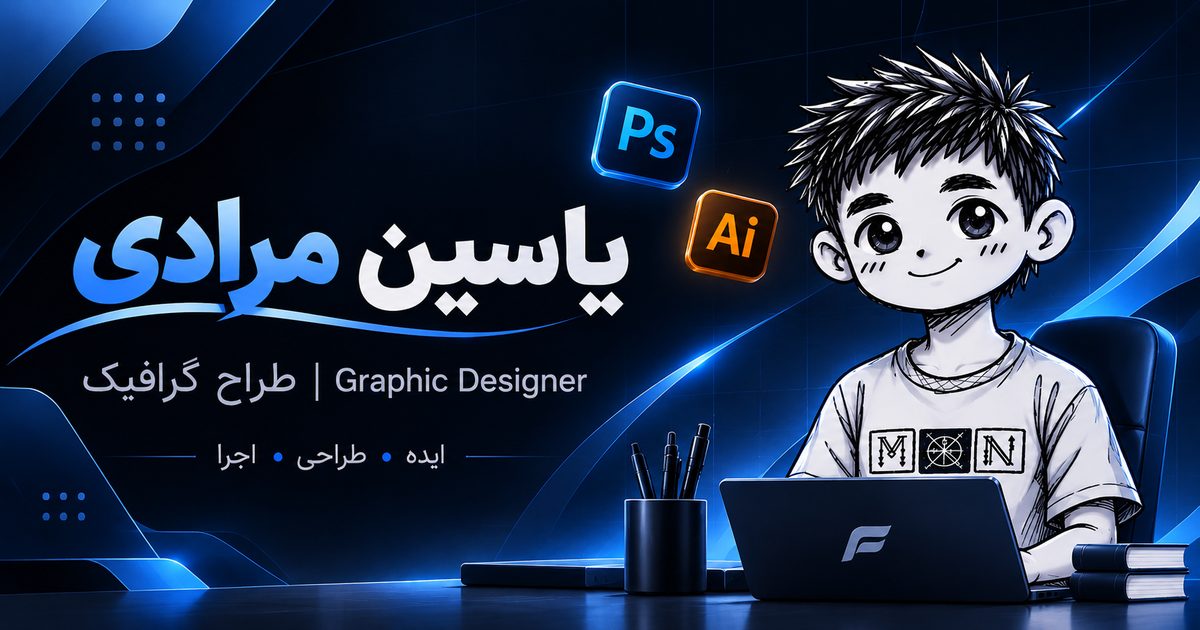 Ps
Ai
یاسین مرادی
طراح گرافیک | Graphic Designer
ایده • طراحی • اجرا
M N